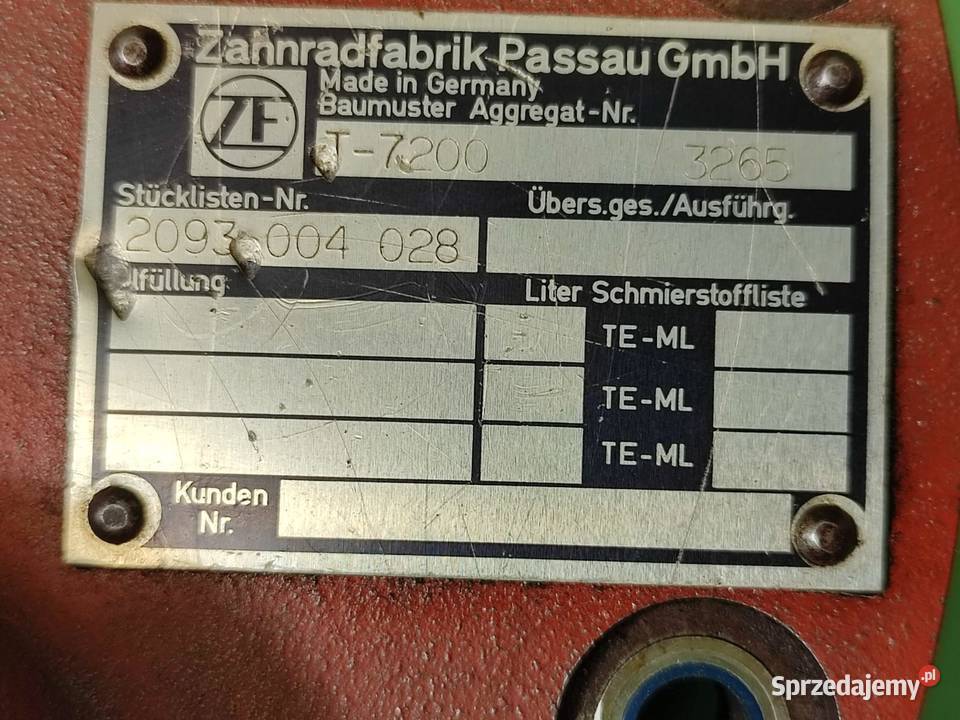 Zahnradfabrik Passau GmbH
ZF
Made in Germany
Baumuster Aggregat-Nr.
T-7200 3265
Stücklisten-Nr. Übers.ges./Ausführg.
2093 004 028
lfüllung Liter Schmierstoffliste
TE-ML
TE-ML
TE-ML
Kunden
Nr.
Sprzedajemy.pl